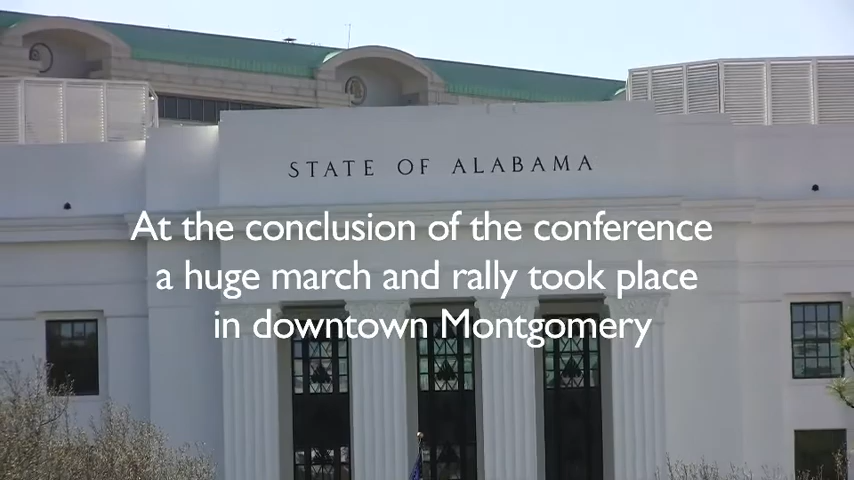 STATE OF ALABAMA
At the conclusion of the conference
a huge march and rally took place
in downtown Montgomery